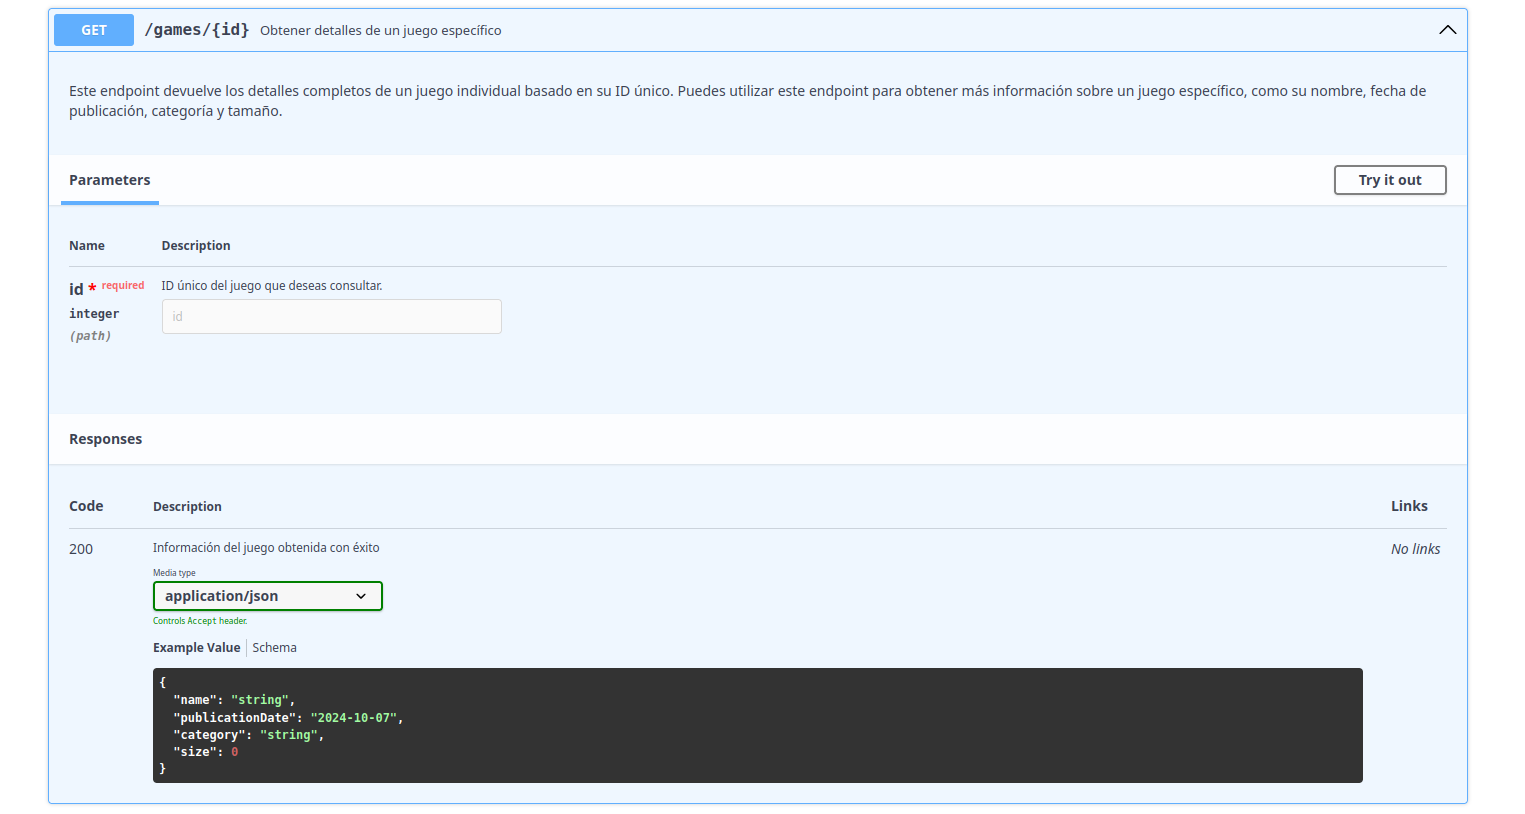 GET /games/{id} Obtener detalles de un juego específico
Este endpoint devuelve los detalles completos de un juego individual basado en su ID único. Puedes utilizar este endpoint para obtener más información sobre un juego específico, como su nombre, fecha de
publicación, categoría y tamaño.
Parameters Try it out
Name Description
id * required ID único del juego que deseas consultar.
integer id
(path)
Responses
Code Description Links
200 Información del juego obtenida con éxito No links
Media type
application/json
Controls Accept header.
Example Value Schema
{
  "name": "string",
  "publicationDate": "2024-10-07",
  "category": "string",
  "size": 0
}